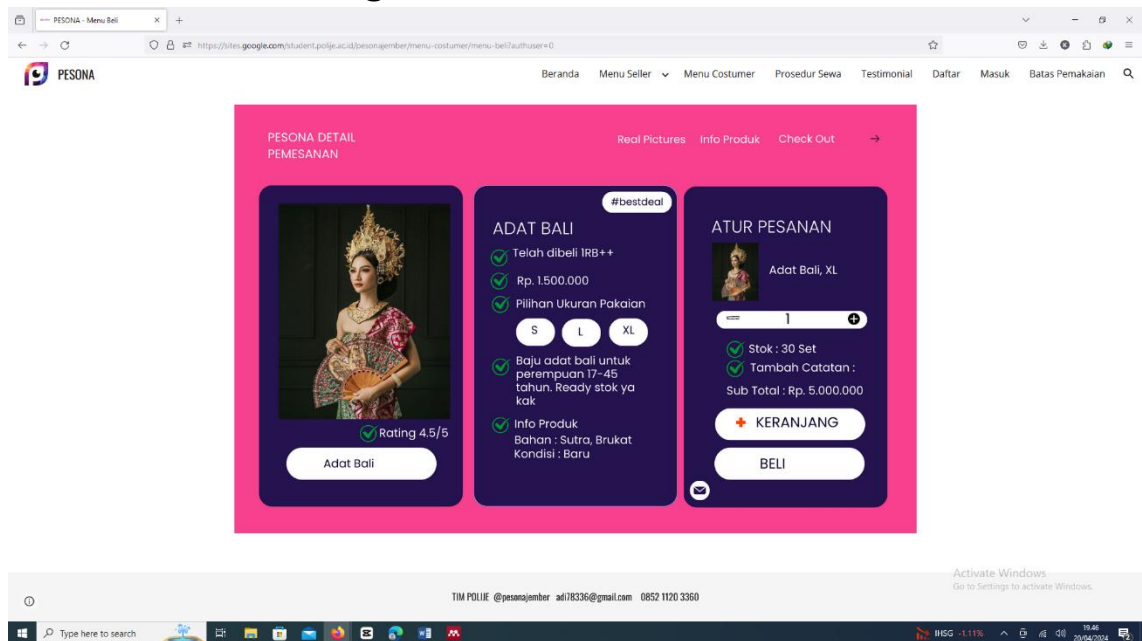 PESONA - Menu Beli
https://sites.google.com/student.polije.ac.id/pesonajember/menu-costumer/menu-beli?authuser=0
PESONA
Beranda Menu Seller Menu Costumer Prosedur Sewa Testimonial Daftar Masuk Batas Pemakaian
PESONA DETAIL
PEMESANAN
Real Pictures Info Produk Check Out →
Rating 4.5/5
Adat Bali
#bestdeal
ADAT BALI
Telah dibeli 1RB++
Rp. 1.500.000
Pilihan Ukuran Pakaian
S L XL
Baju adat bali untuk
perempuan 17-45
tahun. Ready stok ya
kak
Info Produk
Bahan : Sutra, Brukat
Kondisi : Baru
ATUR PESANAN
Adat Bali, XL
1
Stok : 30 Set
Tambah Catatan :
Sub Total : Rp. 5.000.000
KERANJANG
BELI
Activate Windows
Go to Settings to activate Windows.
TIM POLIJE @pesonajember adi78336@gmail.com 0852 1120 3360
Type here to search
IHSG -1.11%
19.46
20/04/2024